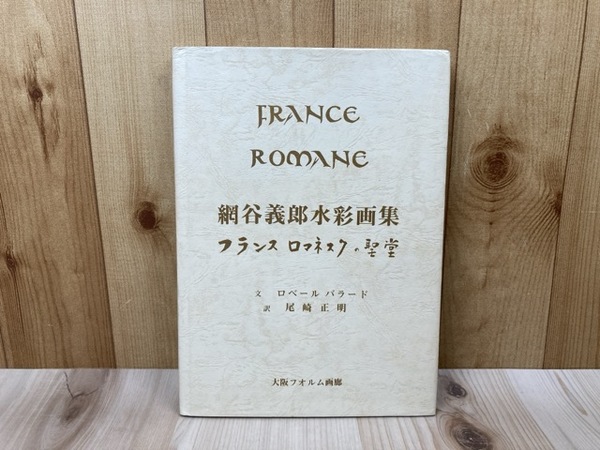 FRANCE
ROMANE
網谷義郎水彩画集
フランス ロマネスクの聖堂
文 ロベール バラード
訳 尾崎正明
大阪フォルム画廊